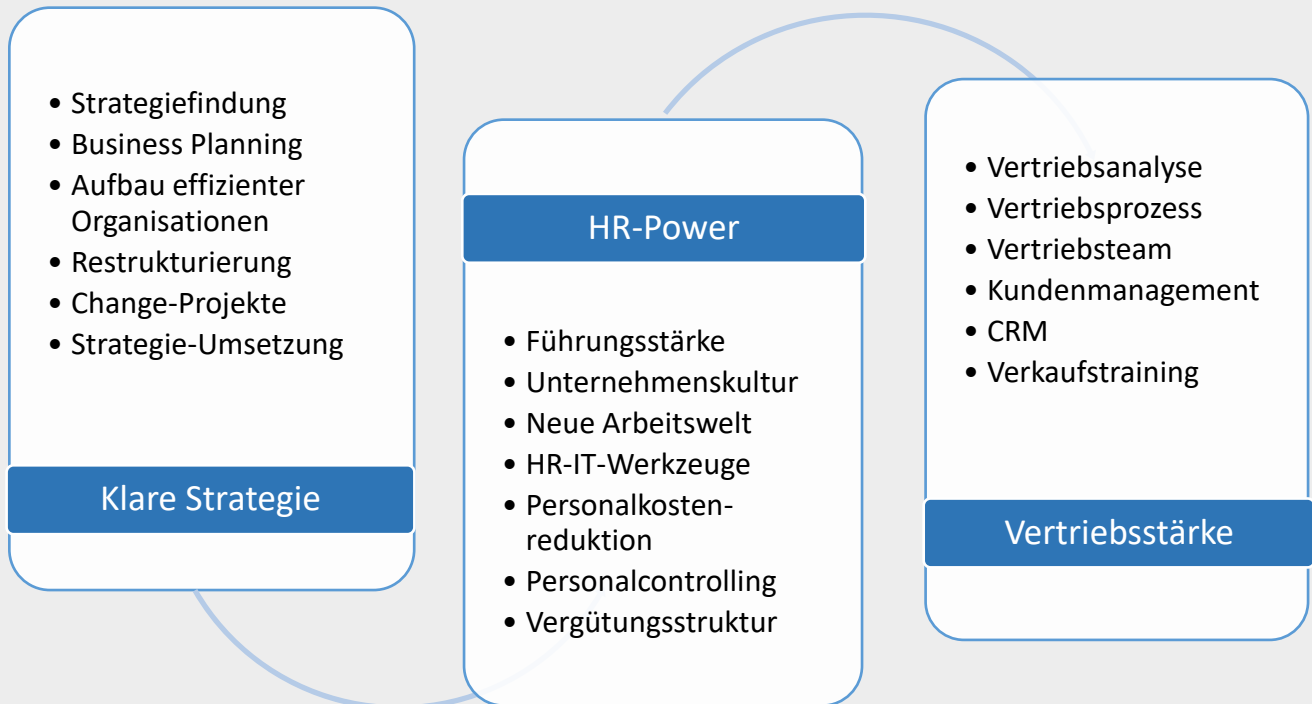 • Strategiefindung
• Business Planning
• Aufbau effizienter
Organisationen
• Restrukturierung
• Change-Projekte
• Strategie-Umsetzung
Klare Strategie
HR-Power
• Führungsstärke
• Unternehmenskultur
• Neue Arbeitswelt
• HR-IT-Werkzeuge
• Personalkosten-
reduktion
• Personalcontrolling
• Vergütungsstruktur
• Vertriebsanalyse
• Vertriebsprozess
• Vertriebsteam
• Kundenmanagement
• CRM
• Verkaufstraining
Vertriebsstärke